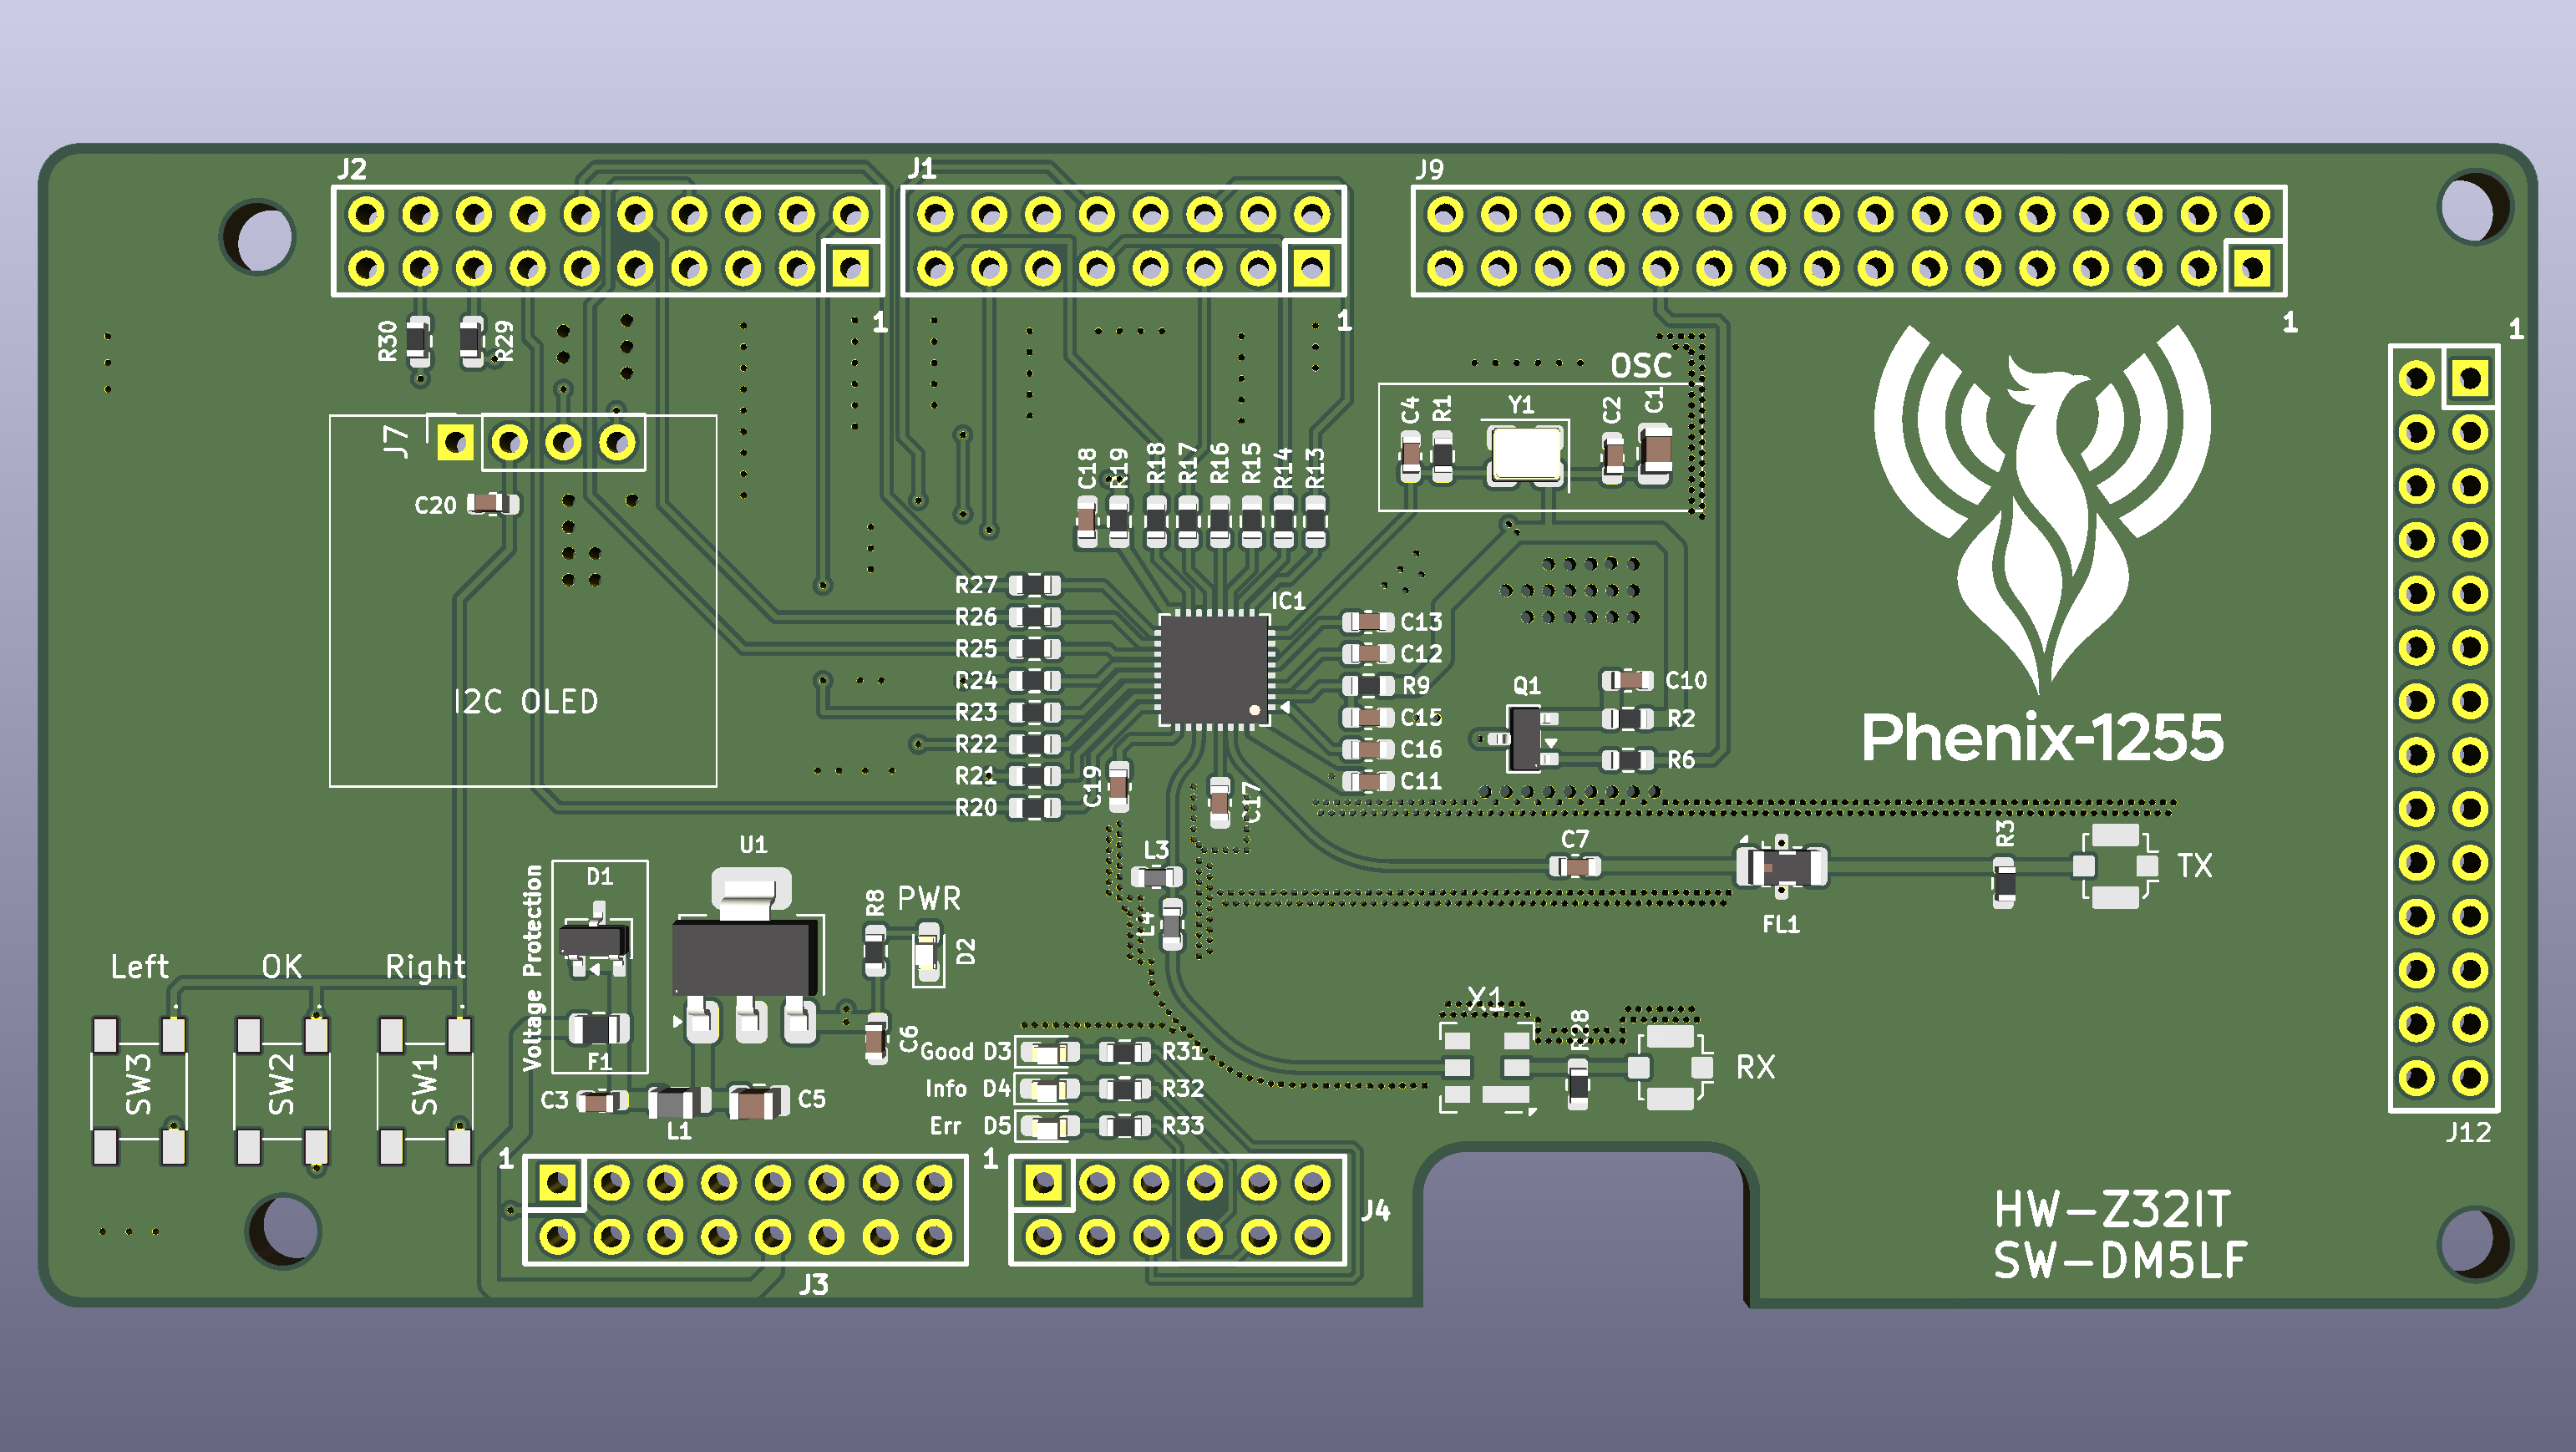 J2
J1
J9
1
1
1
1
R30
R29
OSC
C4
R1
Y1
C2
C1
J7
C20
C18
R19
R18
R17
R16
R15
R14
R13
I2C OLED
R27
R26
R25
R24
R23
R22
R21
R20
IC1
C13
C12
R9
C15
C16
C11
Q1
C10
R2
R6
Phenix-1255
C19
C17
L3
L4
C7
FL1
R3
TX
U1
D1
Voltage Protection
F1
R8
PWR
D2
C6
C3
L1
C5
Left
OK
Right
SW3
SW2
SW1
Good D3
R31
Info D4
R32
Err D5
R33
X1
R28
RX
1
J3
1
J4
J12
HW-Z32IT
SW-DM5LF